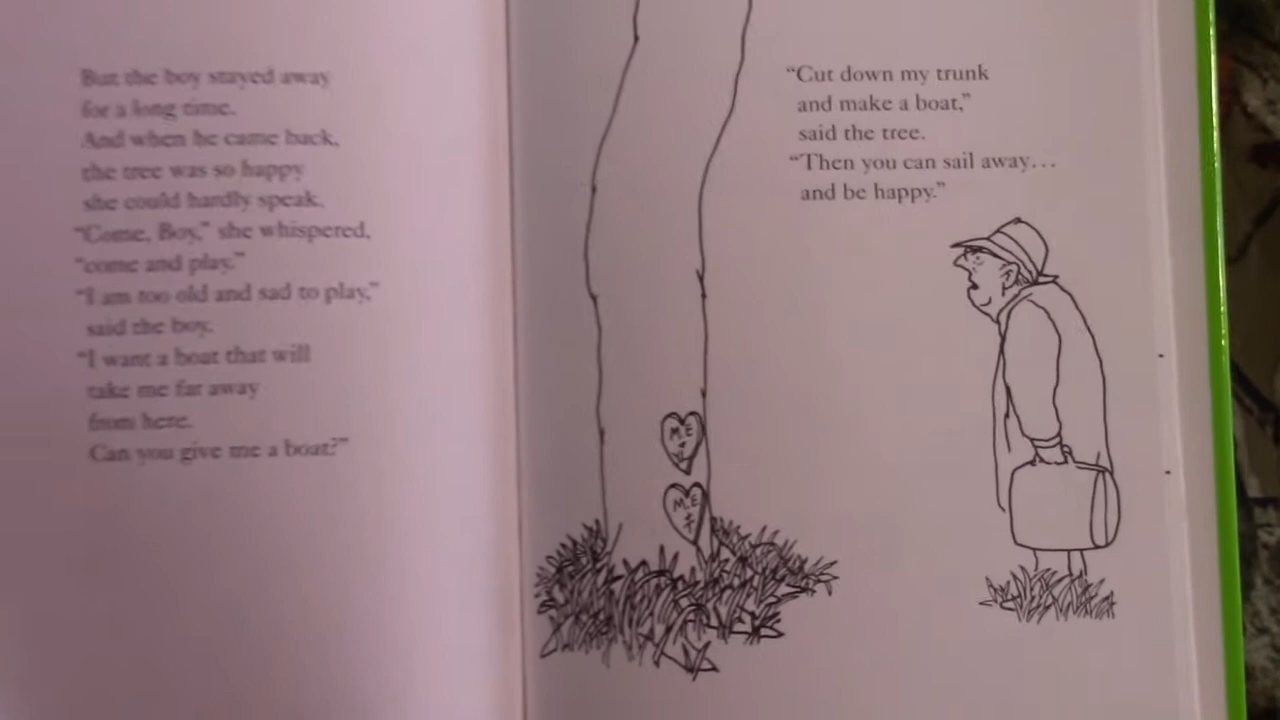 But the boy stayed away
for a long time.
And when he came back,
the tree was so happy
she could hardly speak.
"Come, Boy," she whispered,
"come and play."
"I am too old and sad to play,"
said the boy.
"I want a boat that will
take me far away
from here.
Can you give me a boat?"
"Cut down my trunk
and make a boat,"
said the tree.
"Then you can sail away...
and be happy."
M.E
M.E